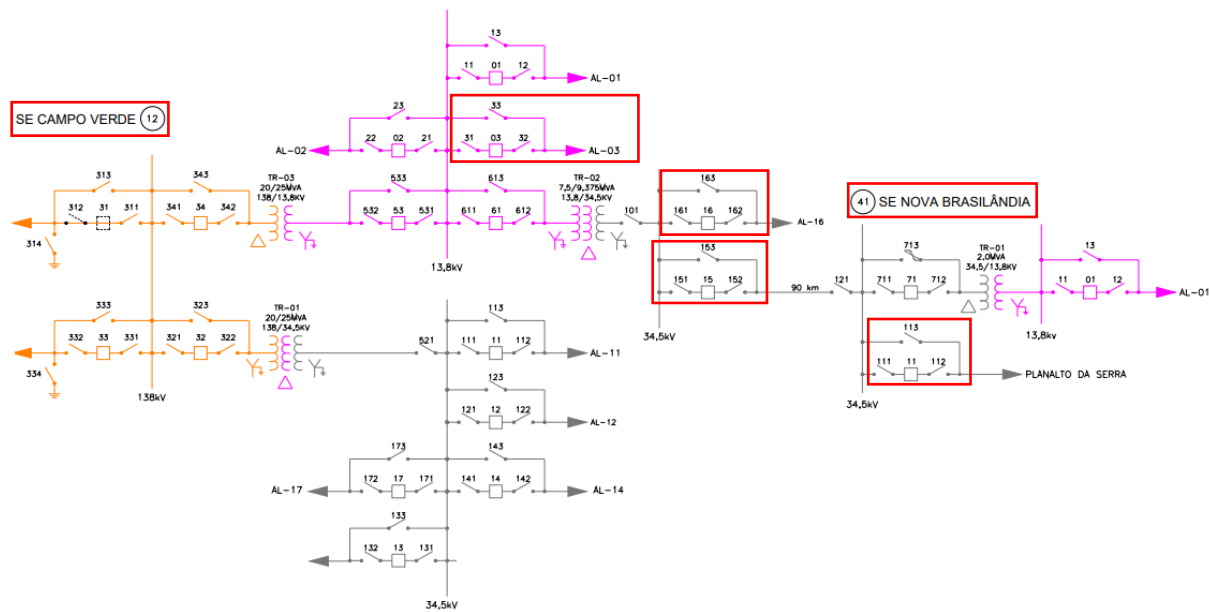 13
11 01 12
AL-01
SE CAMPO VERDE 12
23
33
22 02 21
31 03 32
AL-02
AL-03
313
343
TR-03
20/25MVA
138/13,8KV
533
613
TR-02
7,5/9,375MVA
13,8/34,5KV
163
41 SE NOVA BRASILÂNDIA
312 31 311
341 34 342
532 53 531
611 61 612
101
161 16 162
AL-16
314
713
TR-01
2,0MVA
34,5/13,8KV
13
153
13,8kV
151 15 152
90 km
121
711 71 712
11 01 12
AL-01
333
323
TR-01
20/25MVA
138/34,5KV
113
34,5kV
113
13,8kV
332 33 331
321 32 322
521
111 11 112
AL-11
111 11 112
PLANALTO DA SERRA
334
138kV
123
34,5kV
121 12 122
AL-12
173
143
172 17 171
141 14 142
AL-17
AL-14
133
132 13 131
34,5kV